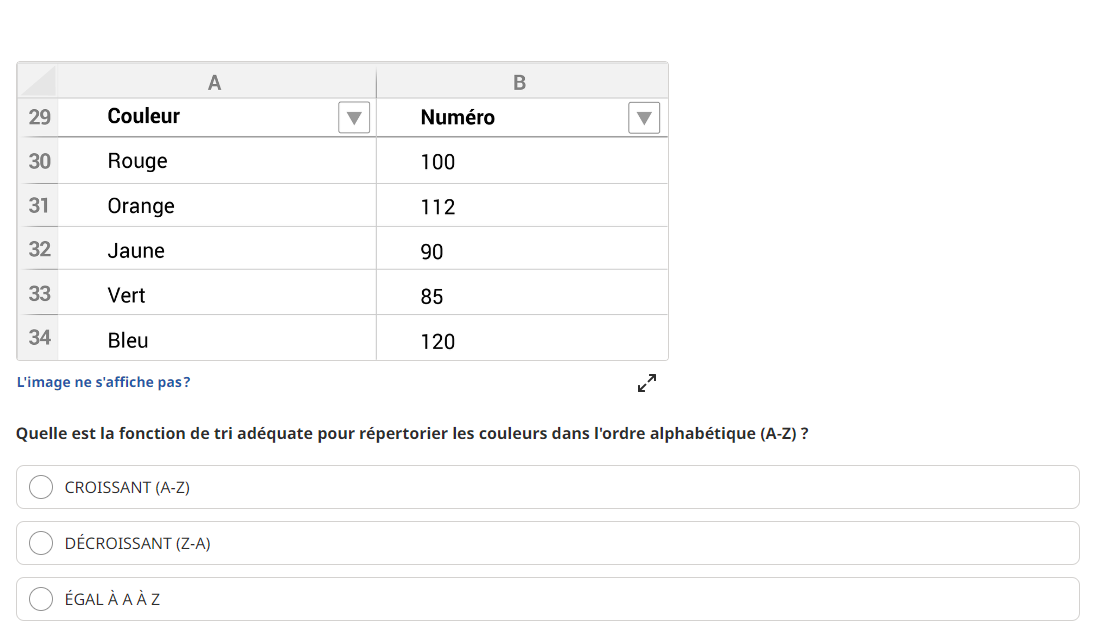 A B
29 Couleur Numéro
30 Rouge 100
31 Orange 112
32 Jaune 90
33 Vert 85
34 Bleu 120
L'image ne s'affiche pas?
Quelle est la fonction de tri adéquate pour répertorier les couleurs dans l'ordre alphabétique (A-Z) ?
CROISSANT (A-Z)
DÉCROISSANT (Z-A)
ÉGAL À A À Z